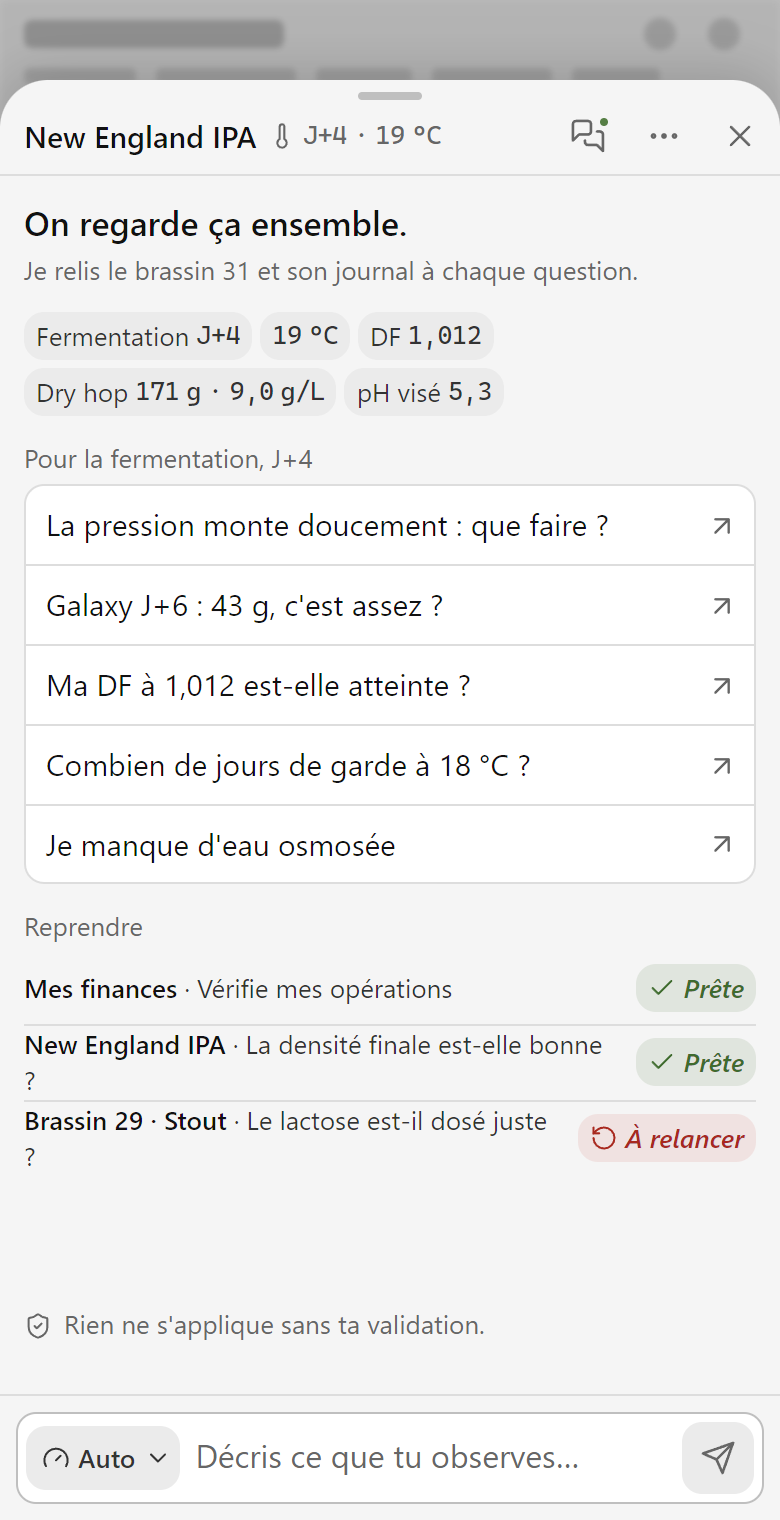 New England IPA J+4 · 19 °C
On regarde ça ensemble.
Je relis le brassin 31 et son journal à chaque question.
Fermentation J+4 19 °C DF 1,012
Dry hop 171 g · 9,0 g/L pH visé 5,3
Pour la fermentation, J+4
La pression monte doucement : que faire ?
Galaxy J+6 : 43 g, c'est assez ?
Ma DF à 1,012 est-elle atteinte ?
Combien de jours de garde à 18 °C ?
Je manque d'eau osmosée
Reprendre
Mes finances · Vérifie mes opérations Prête
New England IPA · La densité finale est-elle bonne
? Prête
Brassin 29 · Stout · Le lactose est-il dosé juste
? À relancer
Rien ne s'applique sans ta validation.
Auto Décris ce que tu observes...